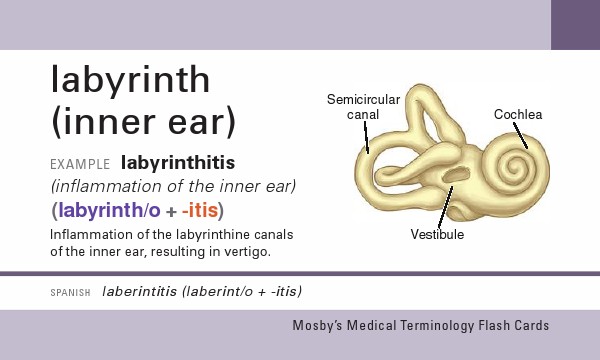 labyrinth
(inner ear)
EXAMPLE labyrinthitis
(inflammation of the inner ear)
(labyrinth/o + -itis)
Inflammation of the labyrinthine canals
of the inner ear, resulting in vertigo.
Semicircular
canal
Cochlea
Vestibule
SPANISH laberintitis (laberint/o + -itis)
Mosby's Medical Terminology Flash Cards